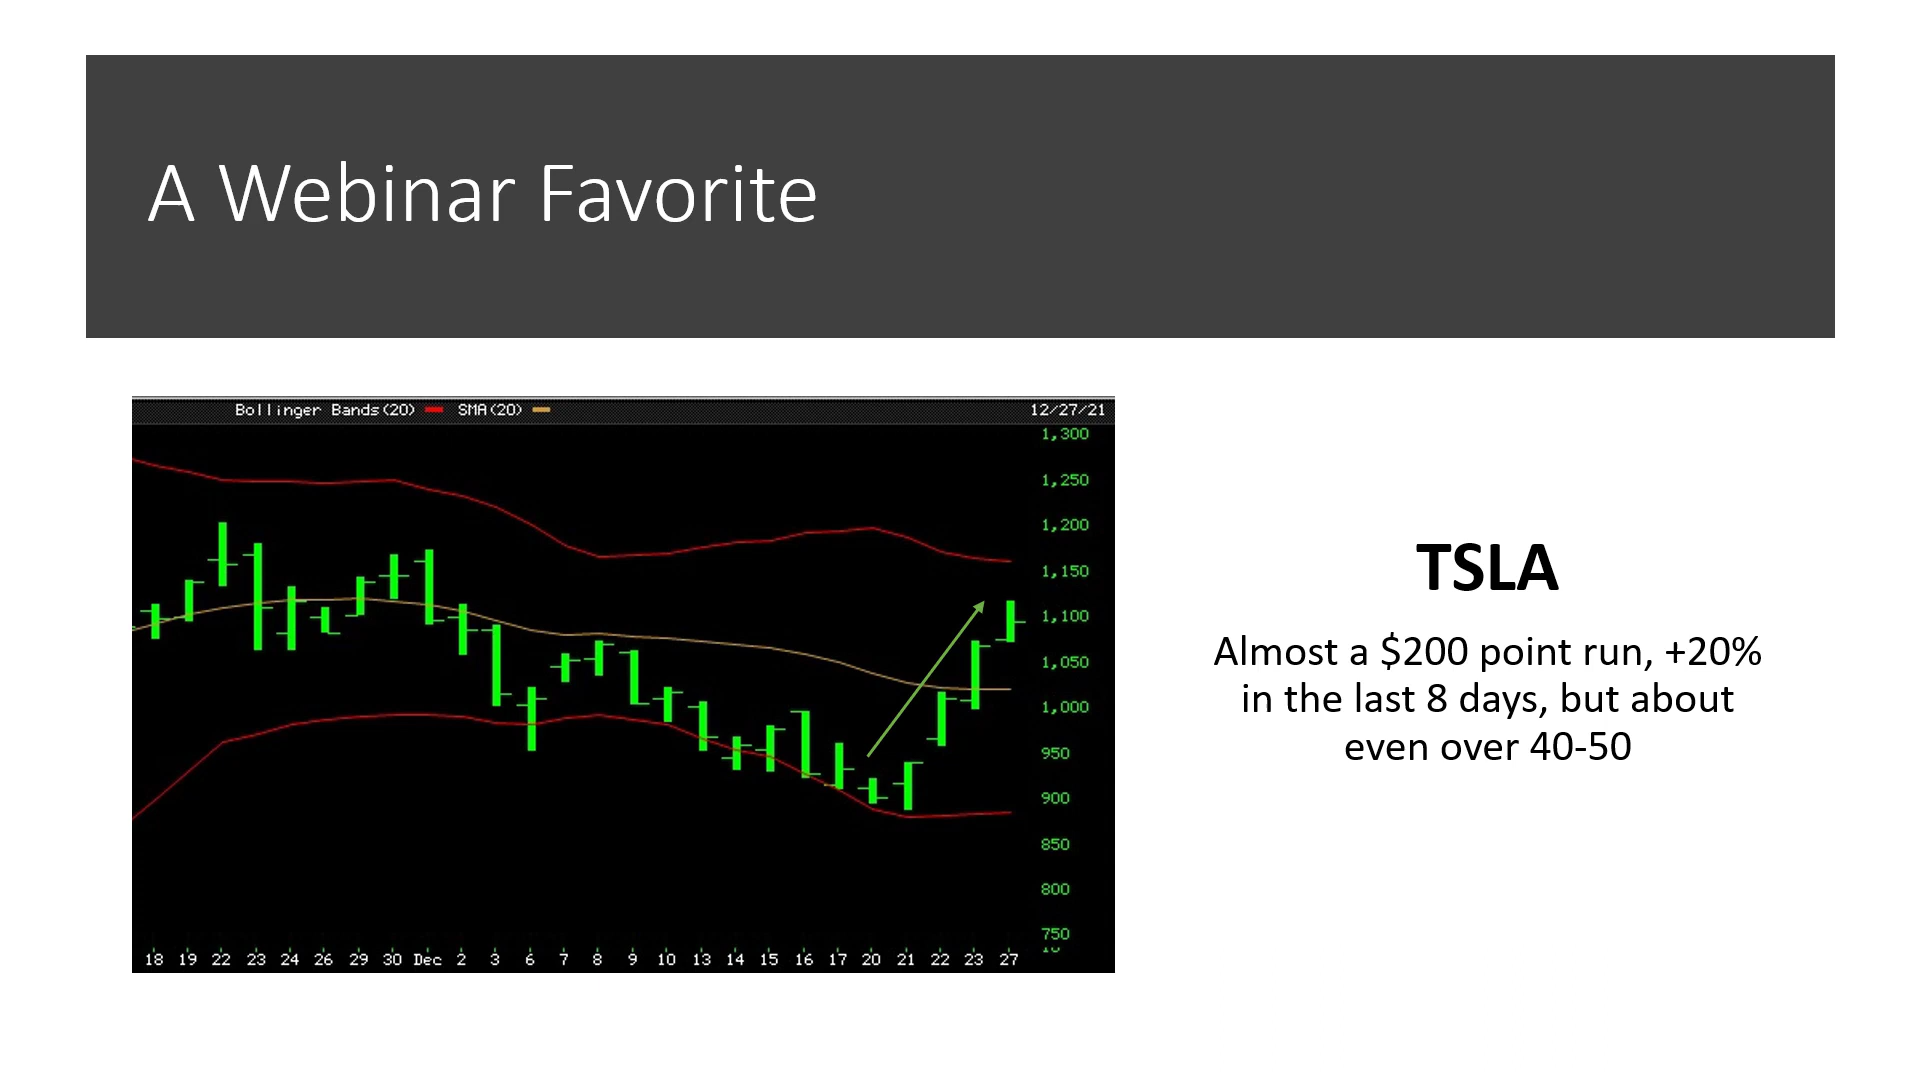 A Webinar Favorite
Bollinger Bands(20) SMA(20) 12/27/21
1,300
1,250
1,200
1,150
1,100
1,050
1,000
950
900
850
800
750
18 19 22 23 24 26 29 30 Dec 2 3 6 7 8 9 10 13 14 15 16 17 20 21 22 23 27
TSLA
Almost a $200 point run, +20%
in the last 8 days, but about
even over 40-50